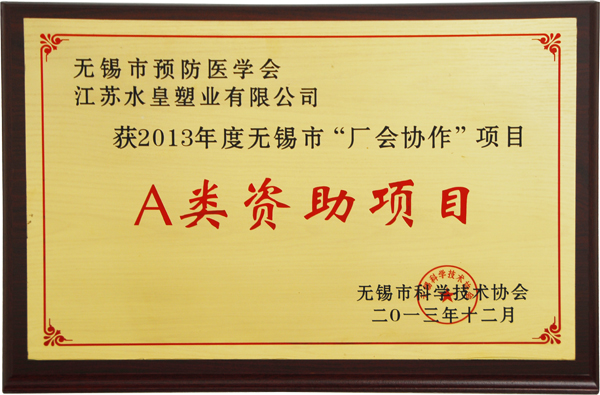 无锡市预防医学会
江苏水皇塑业有限公司
获2013年度无锡市“厂会协作”项目
A类资助项目
无锡市科学技术协会
二〇一三年十二月